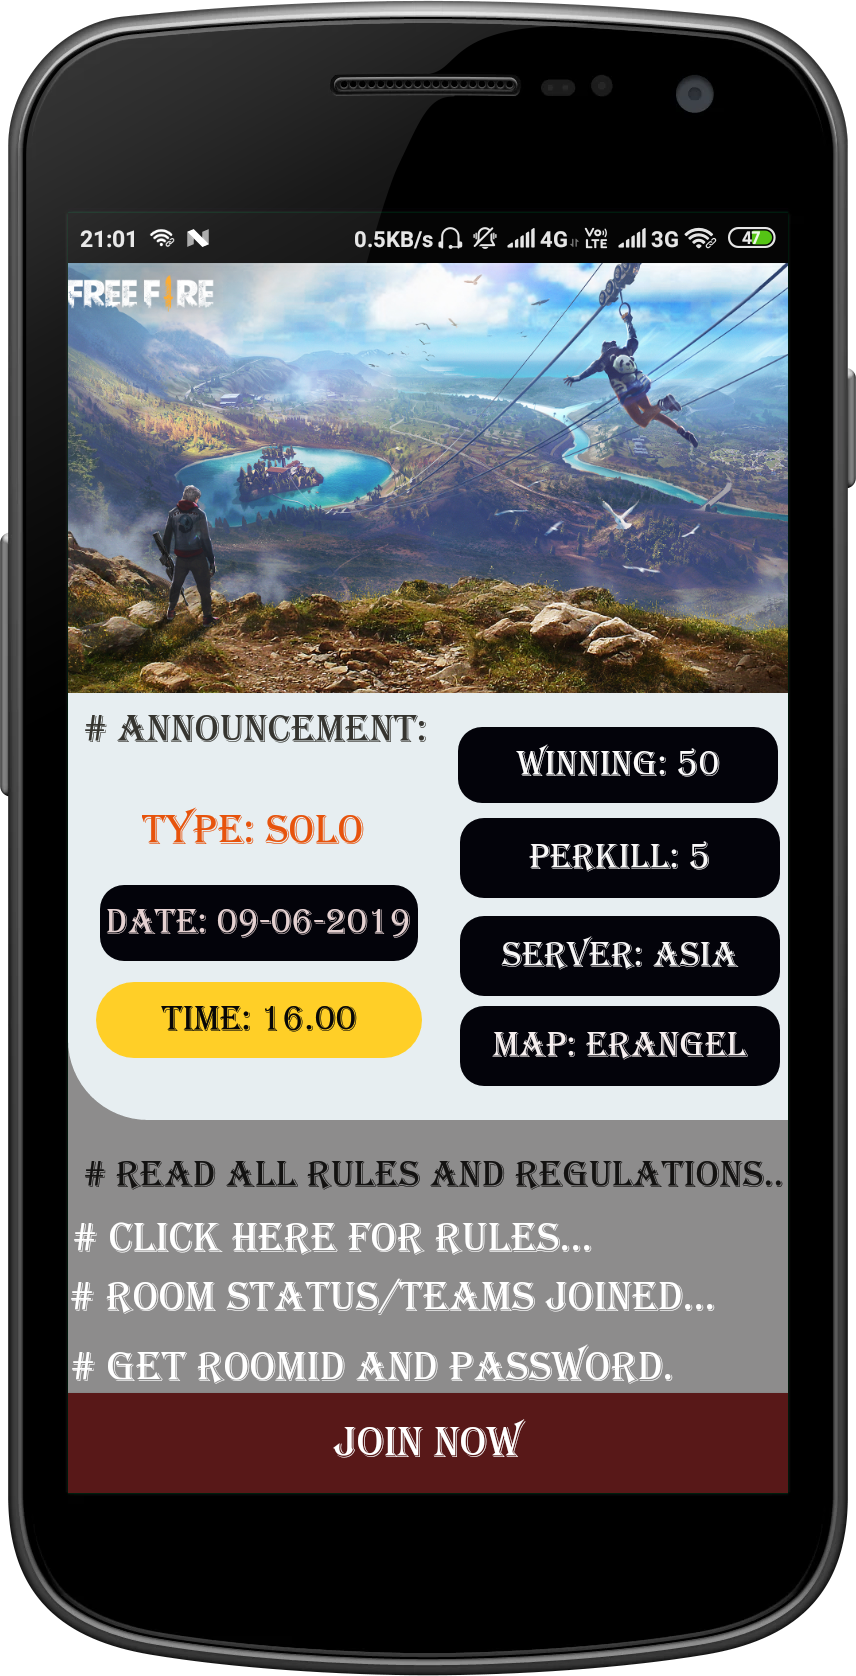 21:01 0.5KB/s 4G Vo) LTE 3G 47
FREE FIRE
# ANNOUNCEMENT:
TYPE: SOLO
DATE: 09-06-2019
TIME: 16.00
WINNING: 50
PERKILL: 5
SERVER: ASIA
MAP: ERANGEL
# READ ALL RULES AND REGULATIONS..
# CLICK HERE FOR RULES...
# ROOM STATUS/TEAMS JOINED...
# GET ROOMID AND PASSWORD.
JOIN NOW